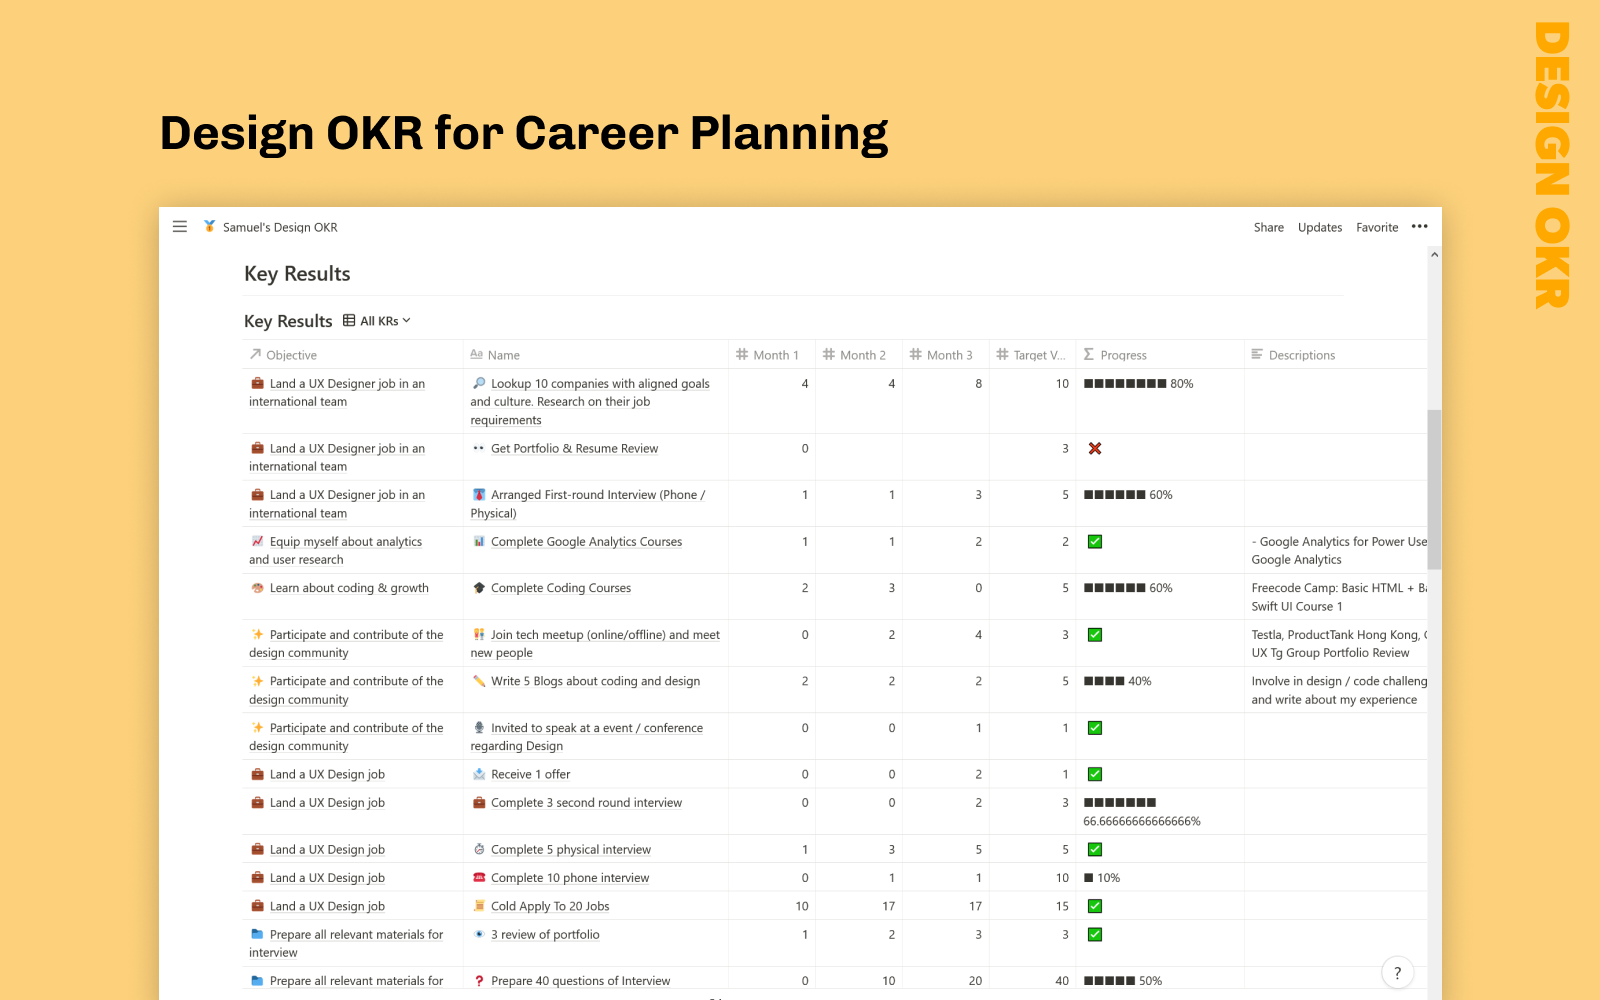 DESIGN OKR
Design OKR for Career Planning
Samuel's Design OKR
Share Updates Favorite •••
Key Results
Key Results All KRs
Objective Name Month 1 Month 2 Month 3 Target V... Progress Descriptions
Land a UX Designer job in an Lookup 10 companies with aligned goals 4 4 8 10 80%
international team and culture. Research on their job
requirements
Land a UX Designer job in an Get Portfolio & Resume Review 0 3
international team
Land a UX Designer job in an Arranged First-round Interview (Phone / 1 1 3 5 60%
international team Physical)
Equip myself about analytics Complete Google Analytics Courses 1 1 2 2 - Google Analytics for Power Use
and user research Google Analytics
Learn about coding & growth Complete Coding Courses 2 3 0 5 60% Freecode Camp: Basic HTML + Ba
Swift UI Course 1
Participate and contribute of the Join tech meetup (online/offline) and meet 0 2 4 3 Testla, ProductTank Hong Kong,
design community new people UX Tg Group Portfolio Review
Participate and contribute of the Write 5 Blogs about coding and design 2 2 2 5 40% Involve in design / code challeng
design community and write about my experience
Participate and contribute of the Invited to speak at a event / conference 0 0 1 1
design community regarding Design
Land a UX Design job Receive 1 offer 0 0 2 1
Land a UX Design job Complete 3 second round interview 0 0 2 3
66.66666666666666%
Land a UX Design job Complete 5 physical interview 1 3 5 5
Land a UX Design job Complete 10 phone interview 0 1 1 10 10%
Land a UX Design job Cold Apply To 20 Jobs 10 17 17 15
Prepare all relevant materials for 3 review of portfolio 1 2 3 3
interview
Prepare all relevant materials for Prepare 40 questions of Interview 0 10 20 40 50%
?